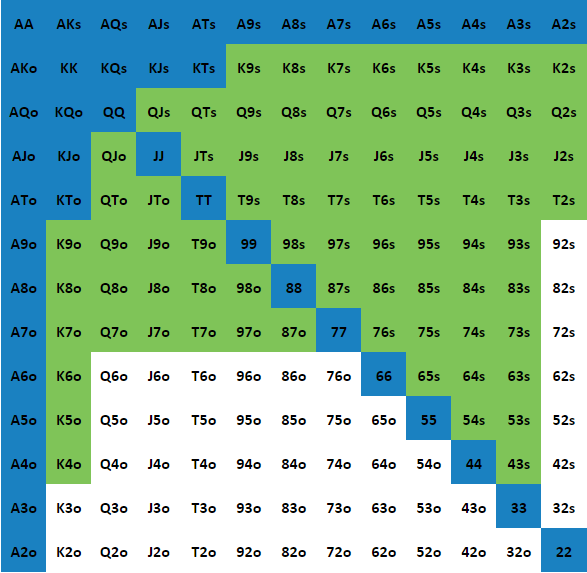 AA AKs AQs AJs ATs A9s A8s A7s A6s A5s A4s A3s A2s
AKo KK KQs KJs KTs K9s K8s K7s K6s K5s K4s K3s K2s
AQo KQo QQ QJs QTs Q9s Q8s Q7s Q6s Q5s Q4s Q3s Q2s
AJo KJo QJo JJ JTs J9s J8s J7s J6s J5s J4s J3s J2s
ATo KTo QTo JTo TT T9s T8s T7s T6s T5s T4s T3s T2s
A9o K9o Q9o J9o T9o 99 98s 97s 96s 95s 94s 93s 92s
A8o K8o Q8o J8o T8o 98o 88 87s 86s 85s 84s 83s 82s
A7o K7o Q7o J7o T7o 97o 87o 77 76s 75s 74s 73s 72s
A6o K6o Q6o J6o T6o 96o 86o 76o 66 65s 64s 63s 62s
A5o K5o Q5o J5o T5o 95o 85o 75o 65o 55 54s 53s 52s
A4o K4o Q4o J4o T4o 94o 84o 74o 64o 54o 44 43s 42s
A3o K3o Q3o J3o T3o 93o 83o 73o 63o 53o 43o 33 32s
A2o K2o Q2o J2o T2o 92o 82o 72o 62o 52o 42o 32o 22